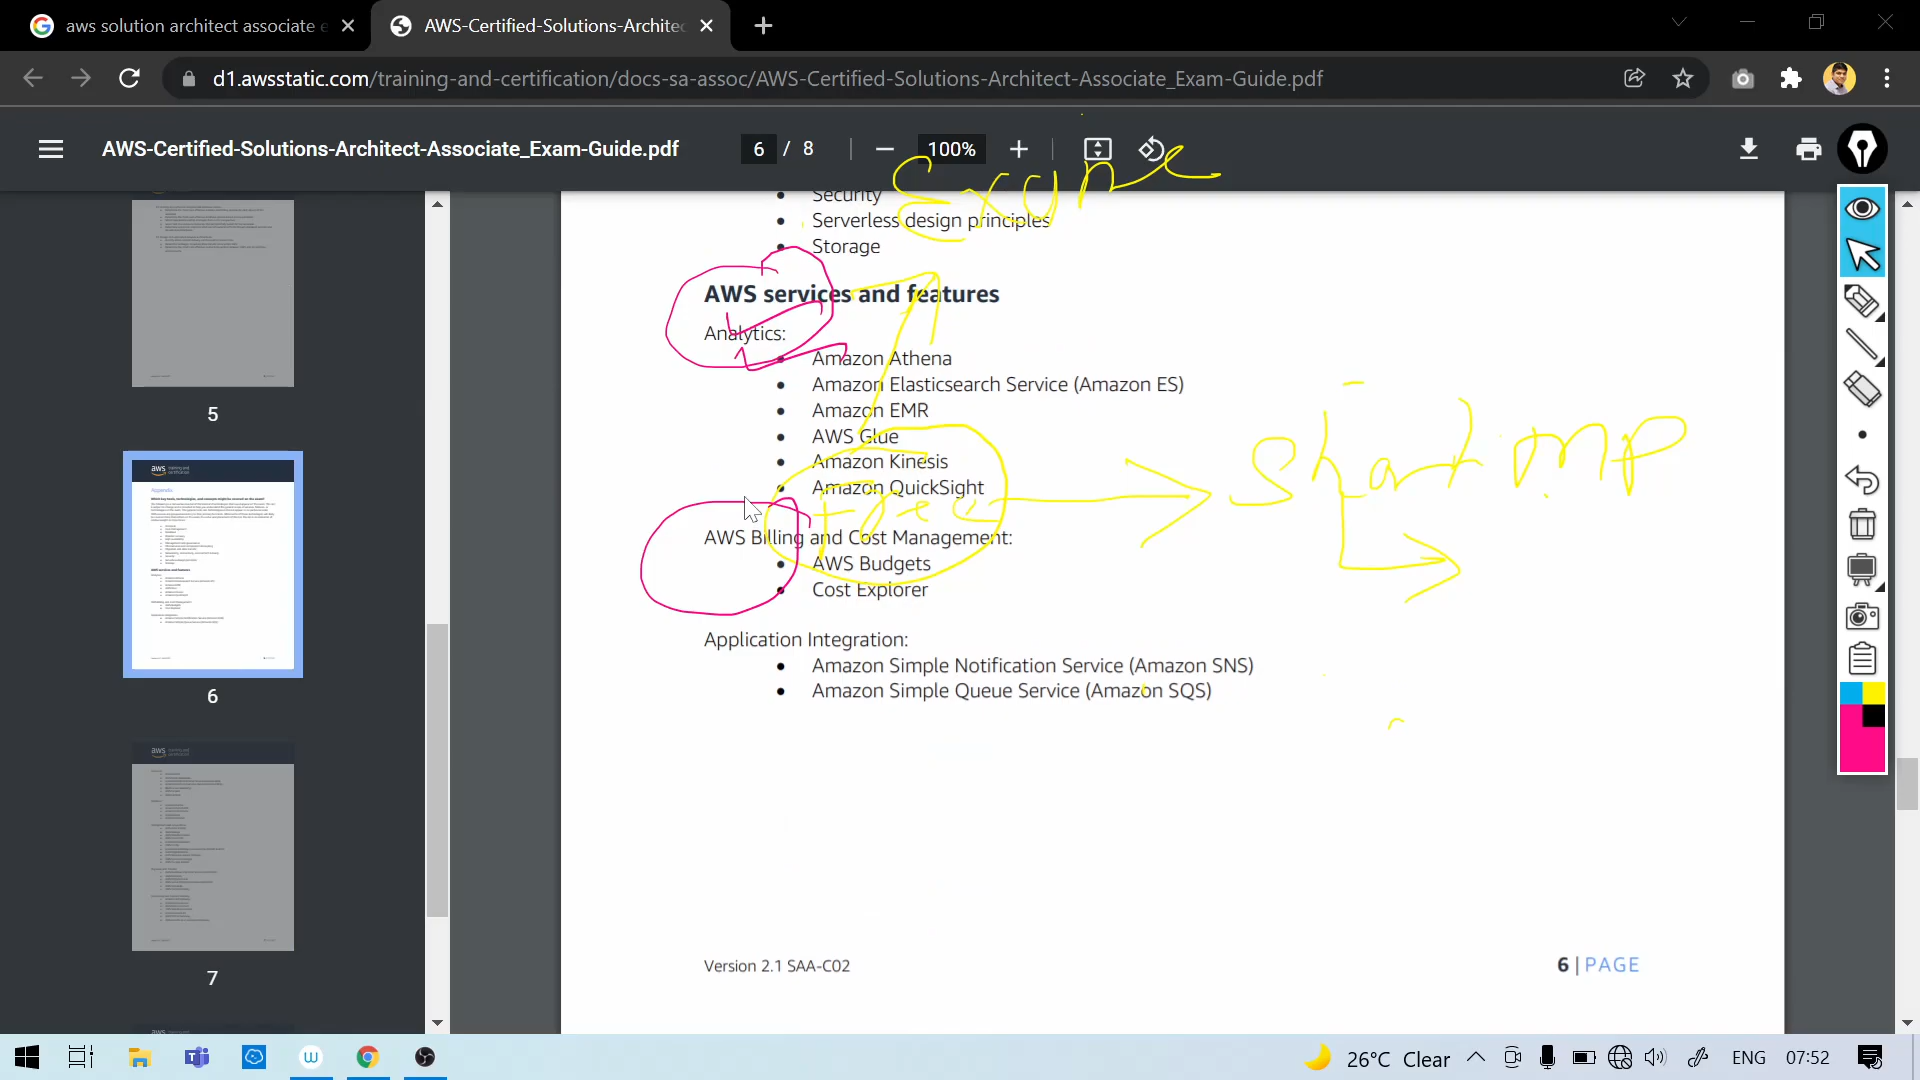 aws solution architect associate e
AWS-Certified-Solutions-Architec
d1.awsstatic.com/training-and-certification/docs-sa-assoc/AWS-Certified-Solutions-Architect-Associate_Exam-Guide.pdf
AWS-Certified-Solutions-Architect-Associate_Exam-Guide.pdf
6 / 8
100%
5
6
7
aws
Security
Serverless design principles
Storage
AWS services and features
Analytics:
Amazon Athena
Amazon Elasticsearch Service (Amazon ES)
Amazon EMR
AWS Glue
Amazon Kinesis
Amazon QuickSight
AWS Billing and Cost Management:
AWS Budgets
Cost Explorer
Application Integration:
Amazon Simple Notification Service (Amazon SNS)
Amazon Simple Queue Service (Amazon SQS)
Version 2.1 SAA-C02
6 | PAGE
26°C Clear
ENG
07:52